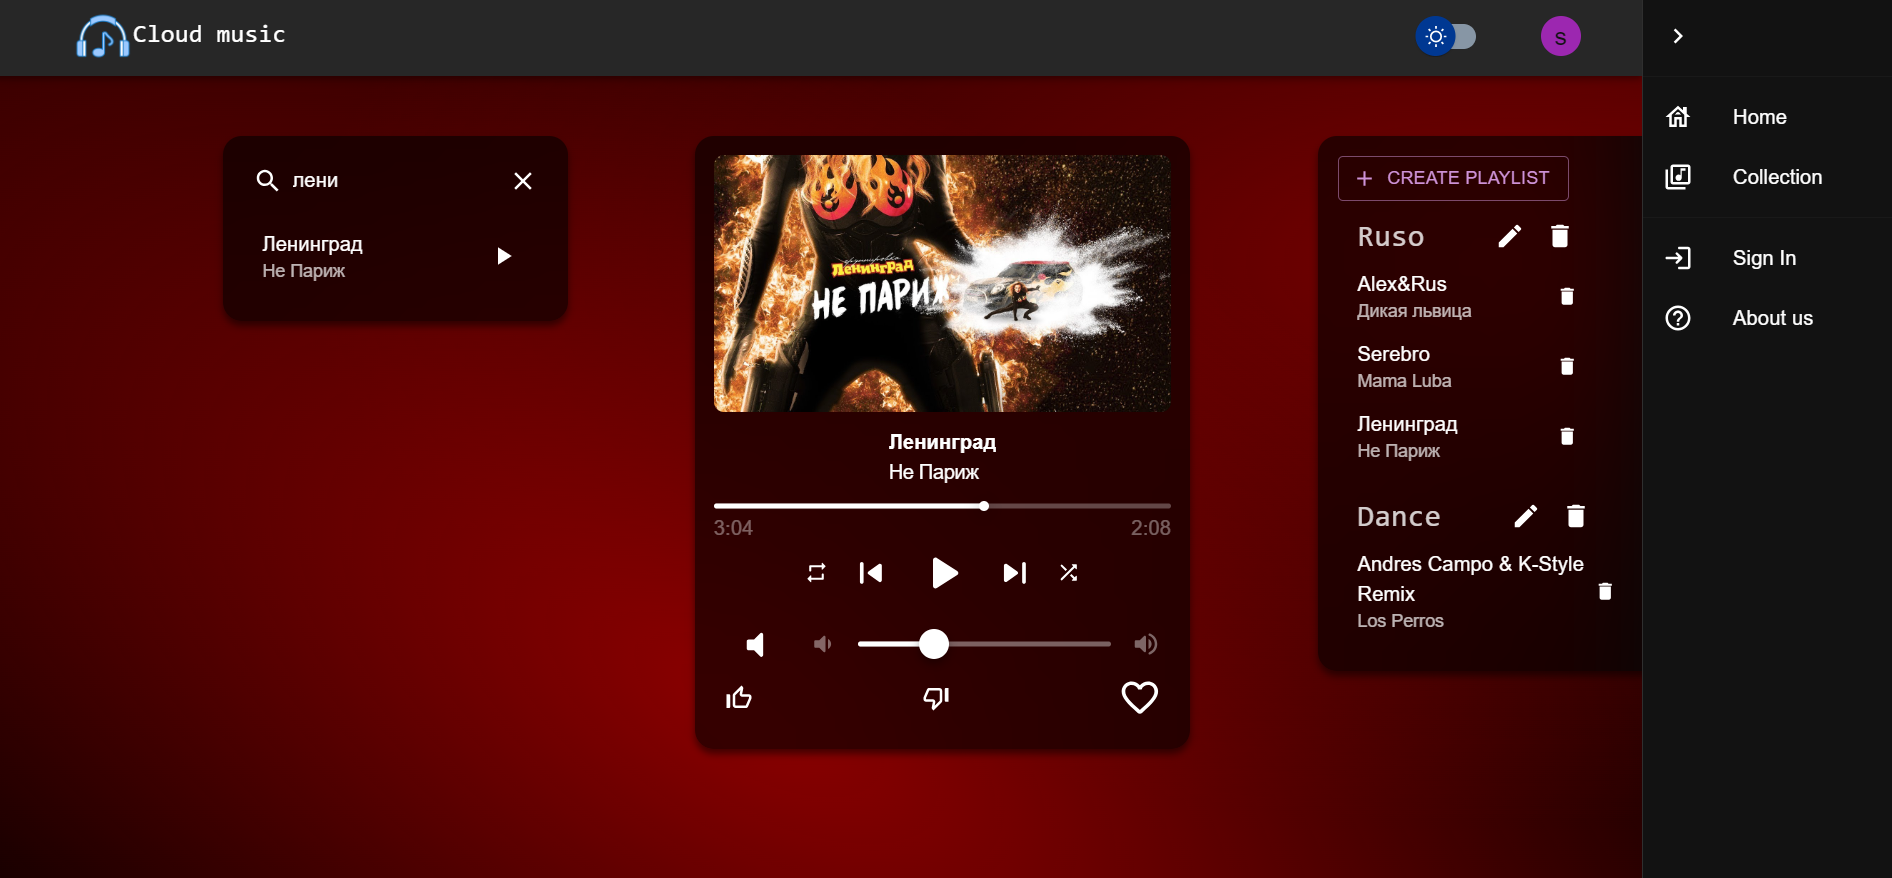 Cloud music
S
лени
Ленинград
Не Париж
группировка
Ленинград
НЕ ПАРИЖ
Ленинград
Не Париж
3:04
2:08
CREATE PLAYLIST
Ruso
Alex&Rus
Дикая львица
Serebro
Mama Luba
Ленинград
Не Париж
Dance
Andres Campo & K-Style
Remix
Los Perros
Home
Collection
Sign In
About us